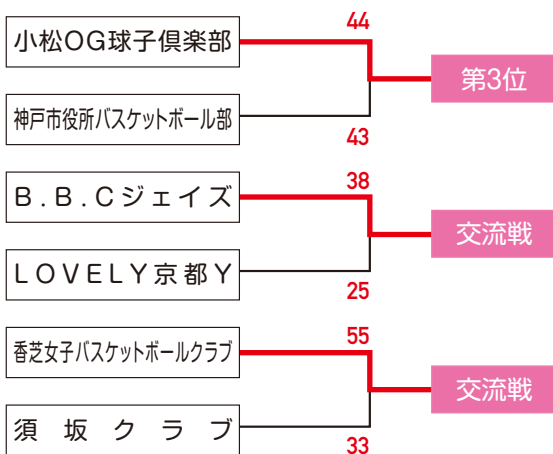 44
小松OG球子倶楽部
第3位
神戸市役所バスケットボール部
43
38
B.B.Cジェイズ
交流戦
LOVELY京都Y
25
55
香芝女子バスケットボールクラブ
交流戦
須坂クラブ
33